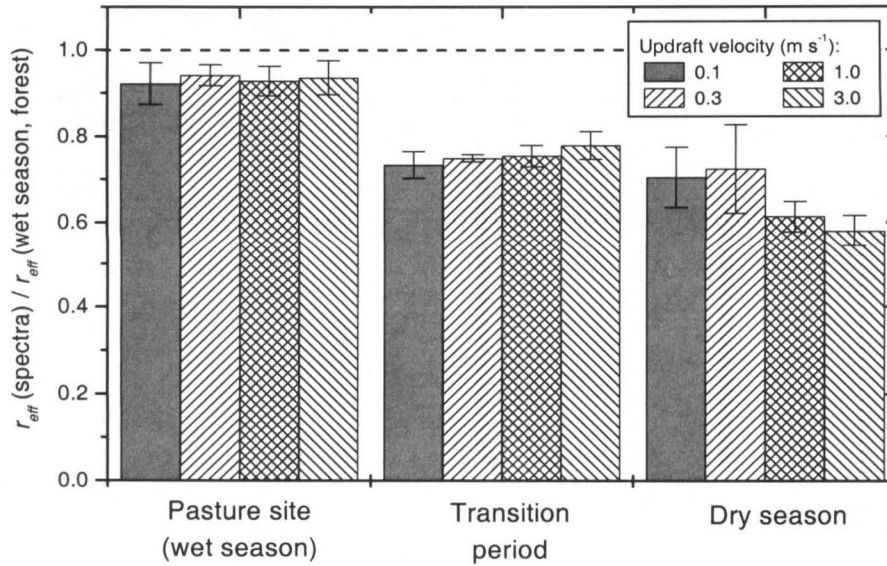 r_eff (spectra) / r_eff (wet season, forest)
1.0
0.8
0.6
0.4
0.2
0.0
Updraft velocity (m s⁻¹):
0.1 1.0
0.3 3.0
Pasture site
(wet season)
Transition
period
Dry season